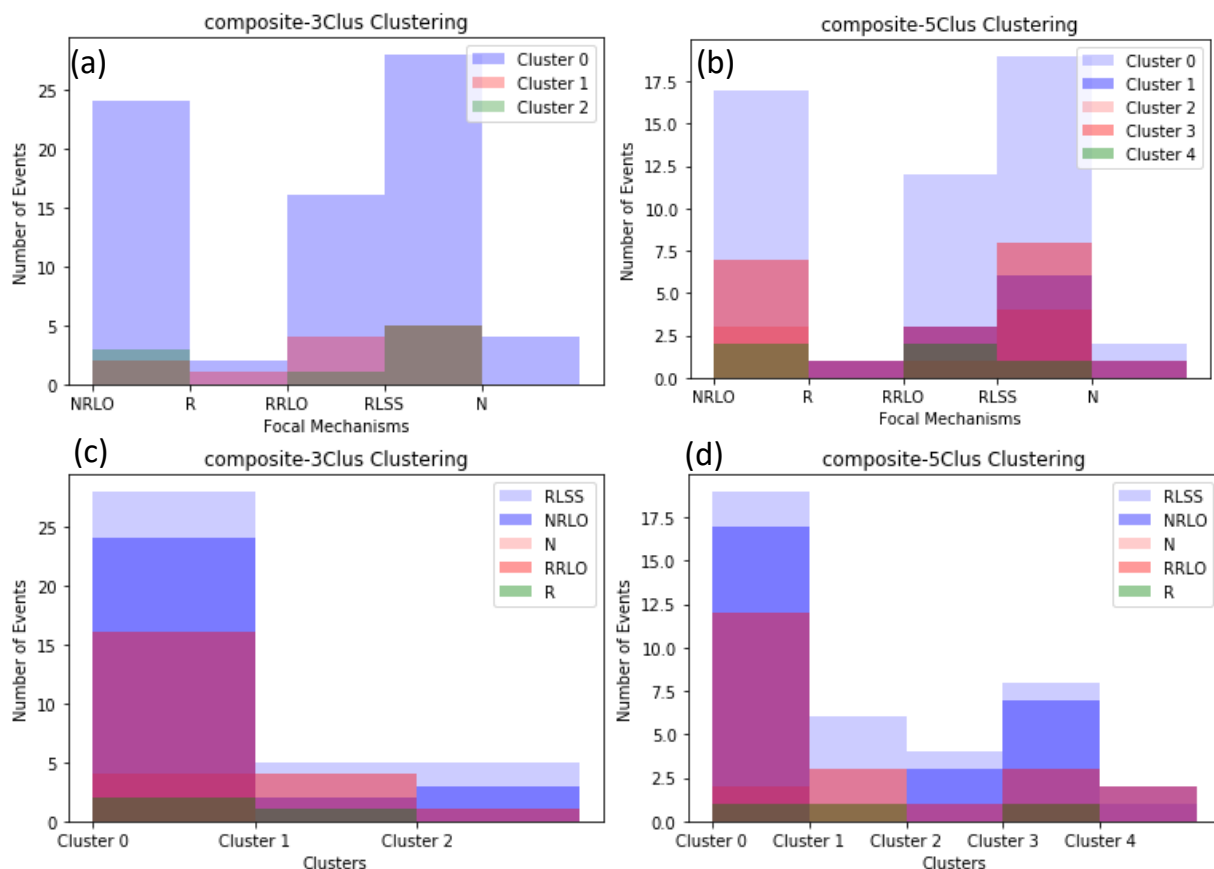 composite-3Clus Clustering
(a)
Cluster 0
Cluster 1
Cluster 2
Number of Events
25
20
15
10
5
0
NRLO R RRLO RLSS N
Focal Mechanisms
composite-5Clus Clustering
(b)
Cluster 0
Cluster 1
Cluster 2
Cluster 3
Cluster 4
Number of Events
17.5
15.0
12.5
10.0
7.5
5.0
2.5
0.0
NRLO R RRLO RLSS N
Focal Mechanisms
(c)
composite-3Clus Clustering
RLSS
NRLO
N
RRLO
R
Number of Events
25
20
15
10
5
0
Cluster 0 Cluster 1 Cluster 2
Clusters
(d)
composite-5Clus Clustering
RLSS
NRLO
N
RRLO
R
Number of Events
17.5
15.0
12.5
10.0
7.5
5.0
2.5
0.0
Cluster 0 Cluster 1 Cluster 2 Cluster 3 Cluster 4
Clusters